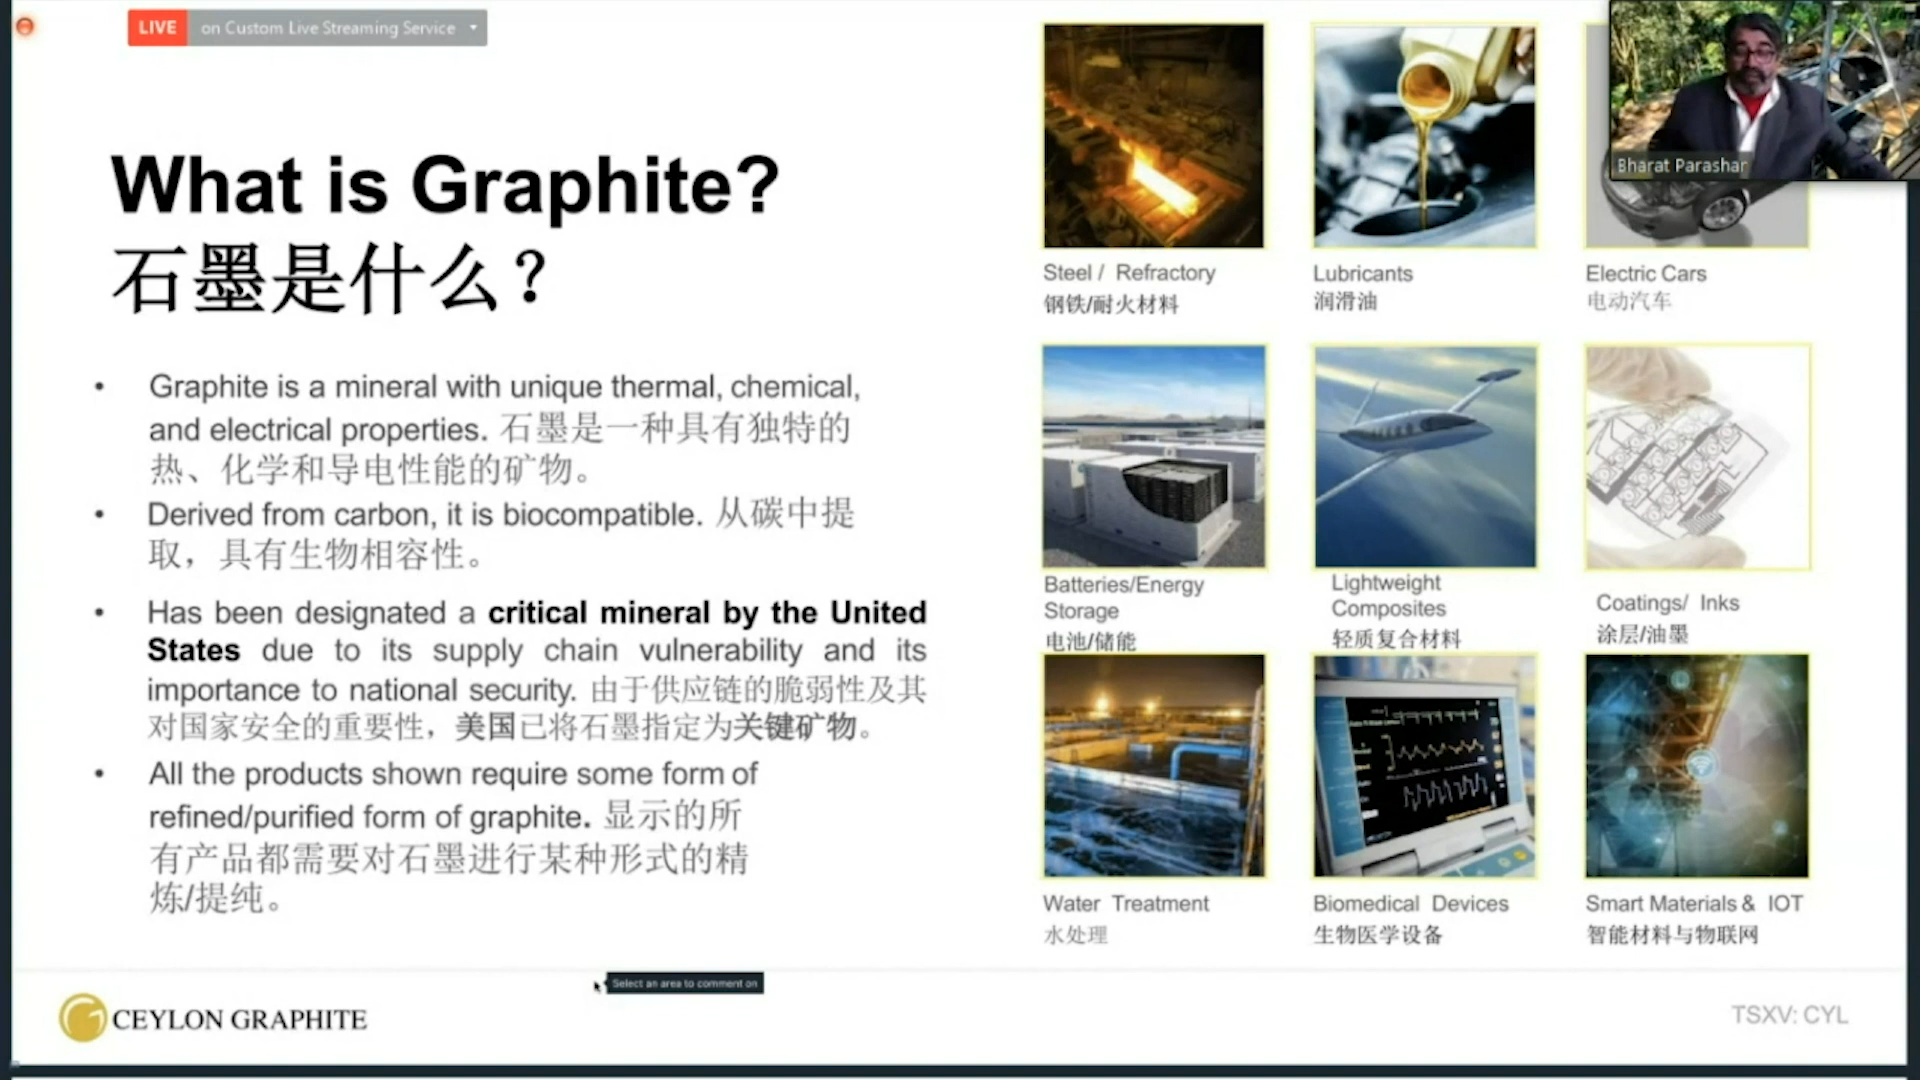 LIVE on Custom Live Streaming Service
Bharat Parashar
What is Graphite?
石墨是什么？
• Graphite is a mineral with unique thermal, chemical,
and electrical properties. 石墨是一种具有独特的
热、化学和导电性能的矿物。
• Derived from carbon, it is biocompatible. 从碳中提
取，具有生物相容性。
• Has been designated a critical mineral by the United
States due to its supply chain vulnerability and its
importance to national security. 由于供应链的脆弱性及其
对国家安全的重要性，美国已将石墨指定为关键矿物。
• All the products shown require some form of
refined/purified form of graphite. 显示的所
有产品都需要对石墨进行某种形式的精
炼/提纯。
Steel / Refractory
钢铁/耐火材料
Lubricants
润滑油
Electric Cars
电动汽车
Batteries/Energy
Storage
电池/储能
Lightweight
Composites
轻质复合材料
Coatings/ Inks
涂层/油墨
Water Treatment
水处理
Biomedical Devices
生物医学设备
Smart Materials & IOT
智能材料与物联网
Select an area to comment on
CEYLON GRAPHITE
TSXV: CYL